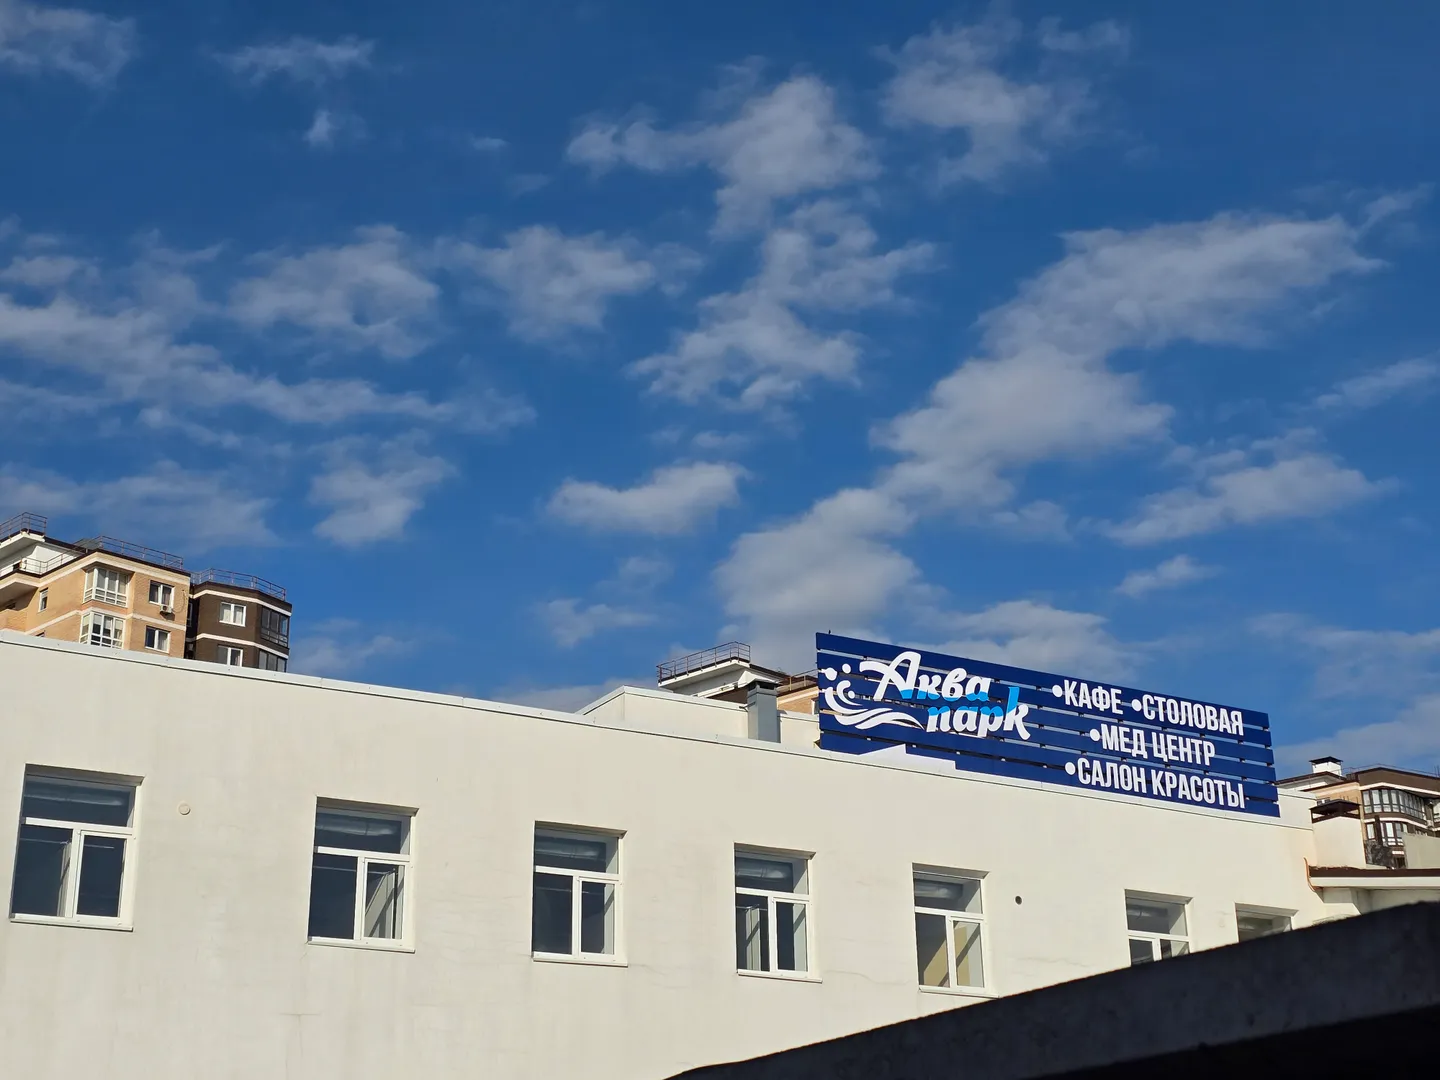 Аква
парк
•КАФЕ •СТОЛОВАЯ
•МЕД ЦЕНТР
•САЛОН КРАСОТЫ